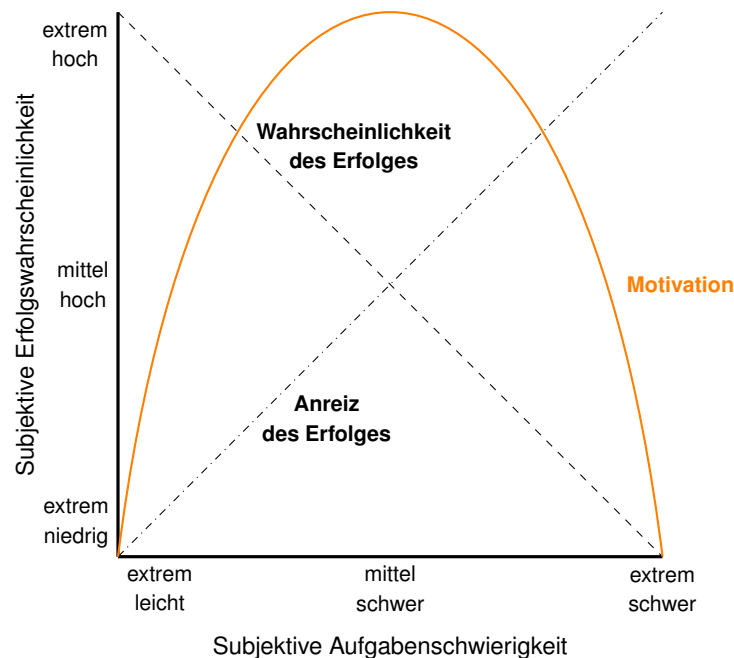 extrem
hoch
Wahrscheinlichkeit
des Erfolges
Subjektive Erfolgswahrscheinlichkeit
mittel
hoch
Motivation
Anreiz
des Erfolges
extrem
niedrig
extrem
leicht
mittel
schwer
extrem
schwer
Subjektive Aufgabenschwierigkeit